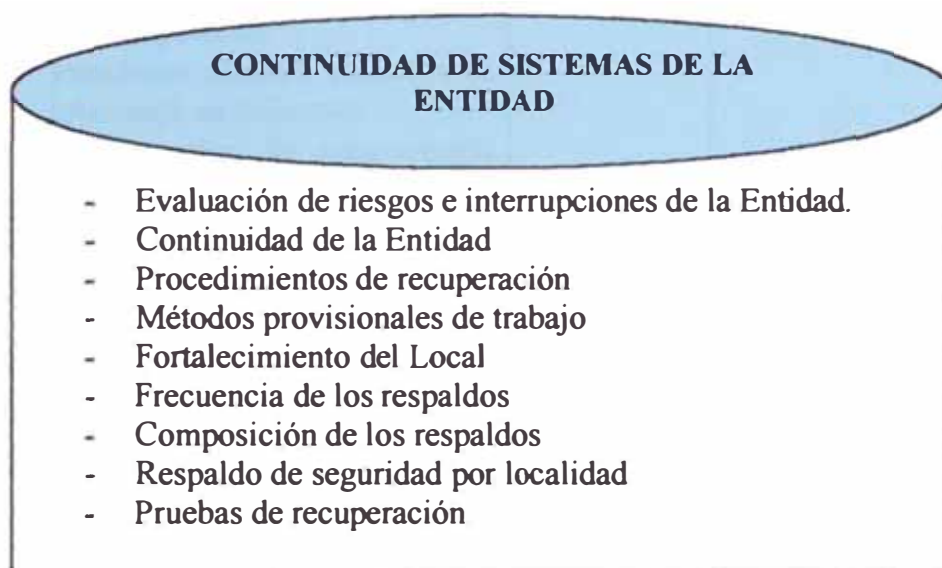 CONTINUIDAD DE SISTEMAS DE LA
ENTIDAD
- Evaluación de riesgos e interrupciones de la Entidad.
- Continuidad de la Entidad
- Procedimientos de recuperación
- Métodos provisionales de trabajo
- Fortalecimiento del Local
- Frecuencia de los respaldos
- Composición de los respaldos
- Respaldo de seguridad por localidad
- Pruebas de recuperación